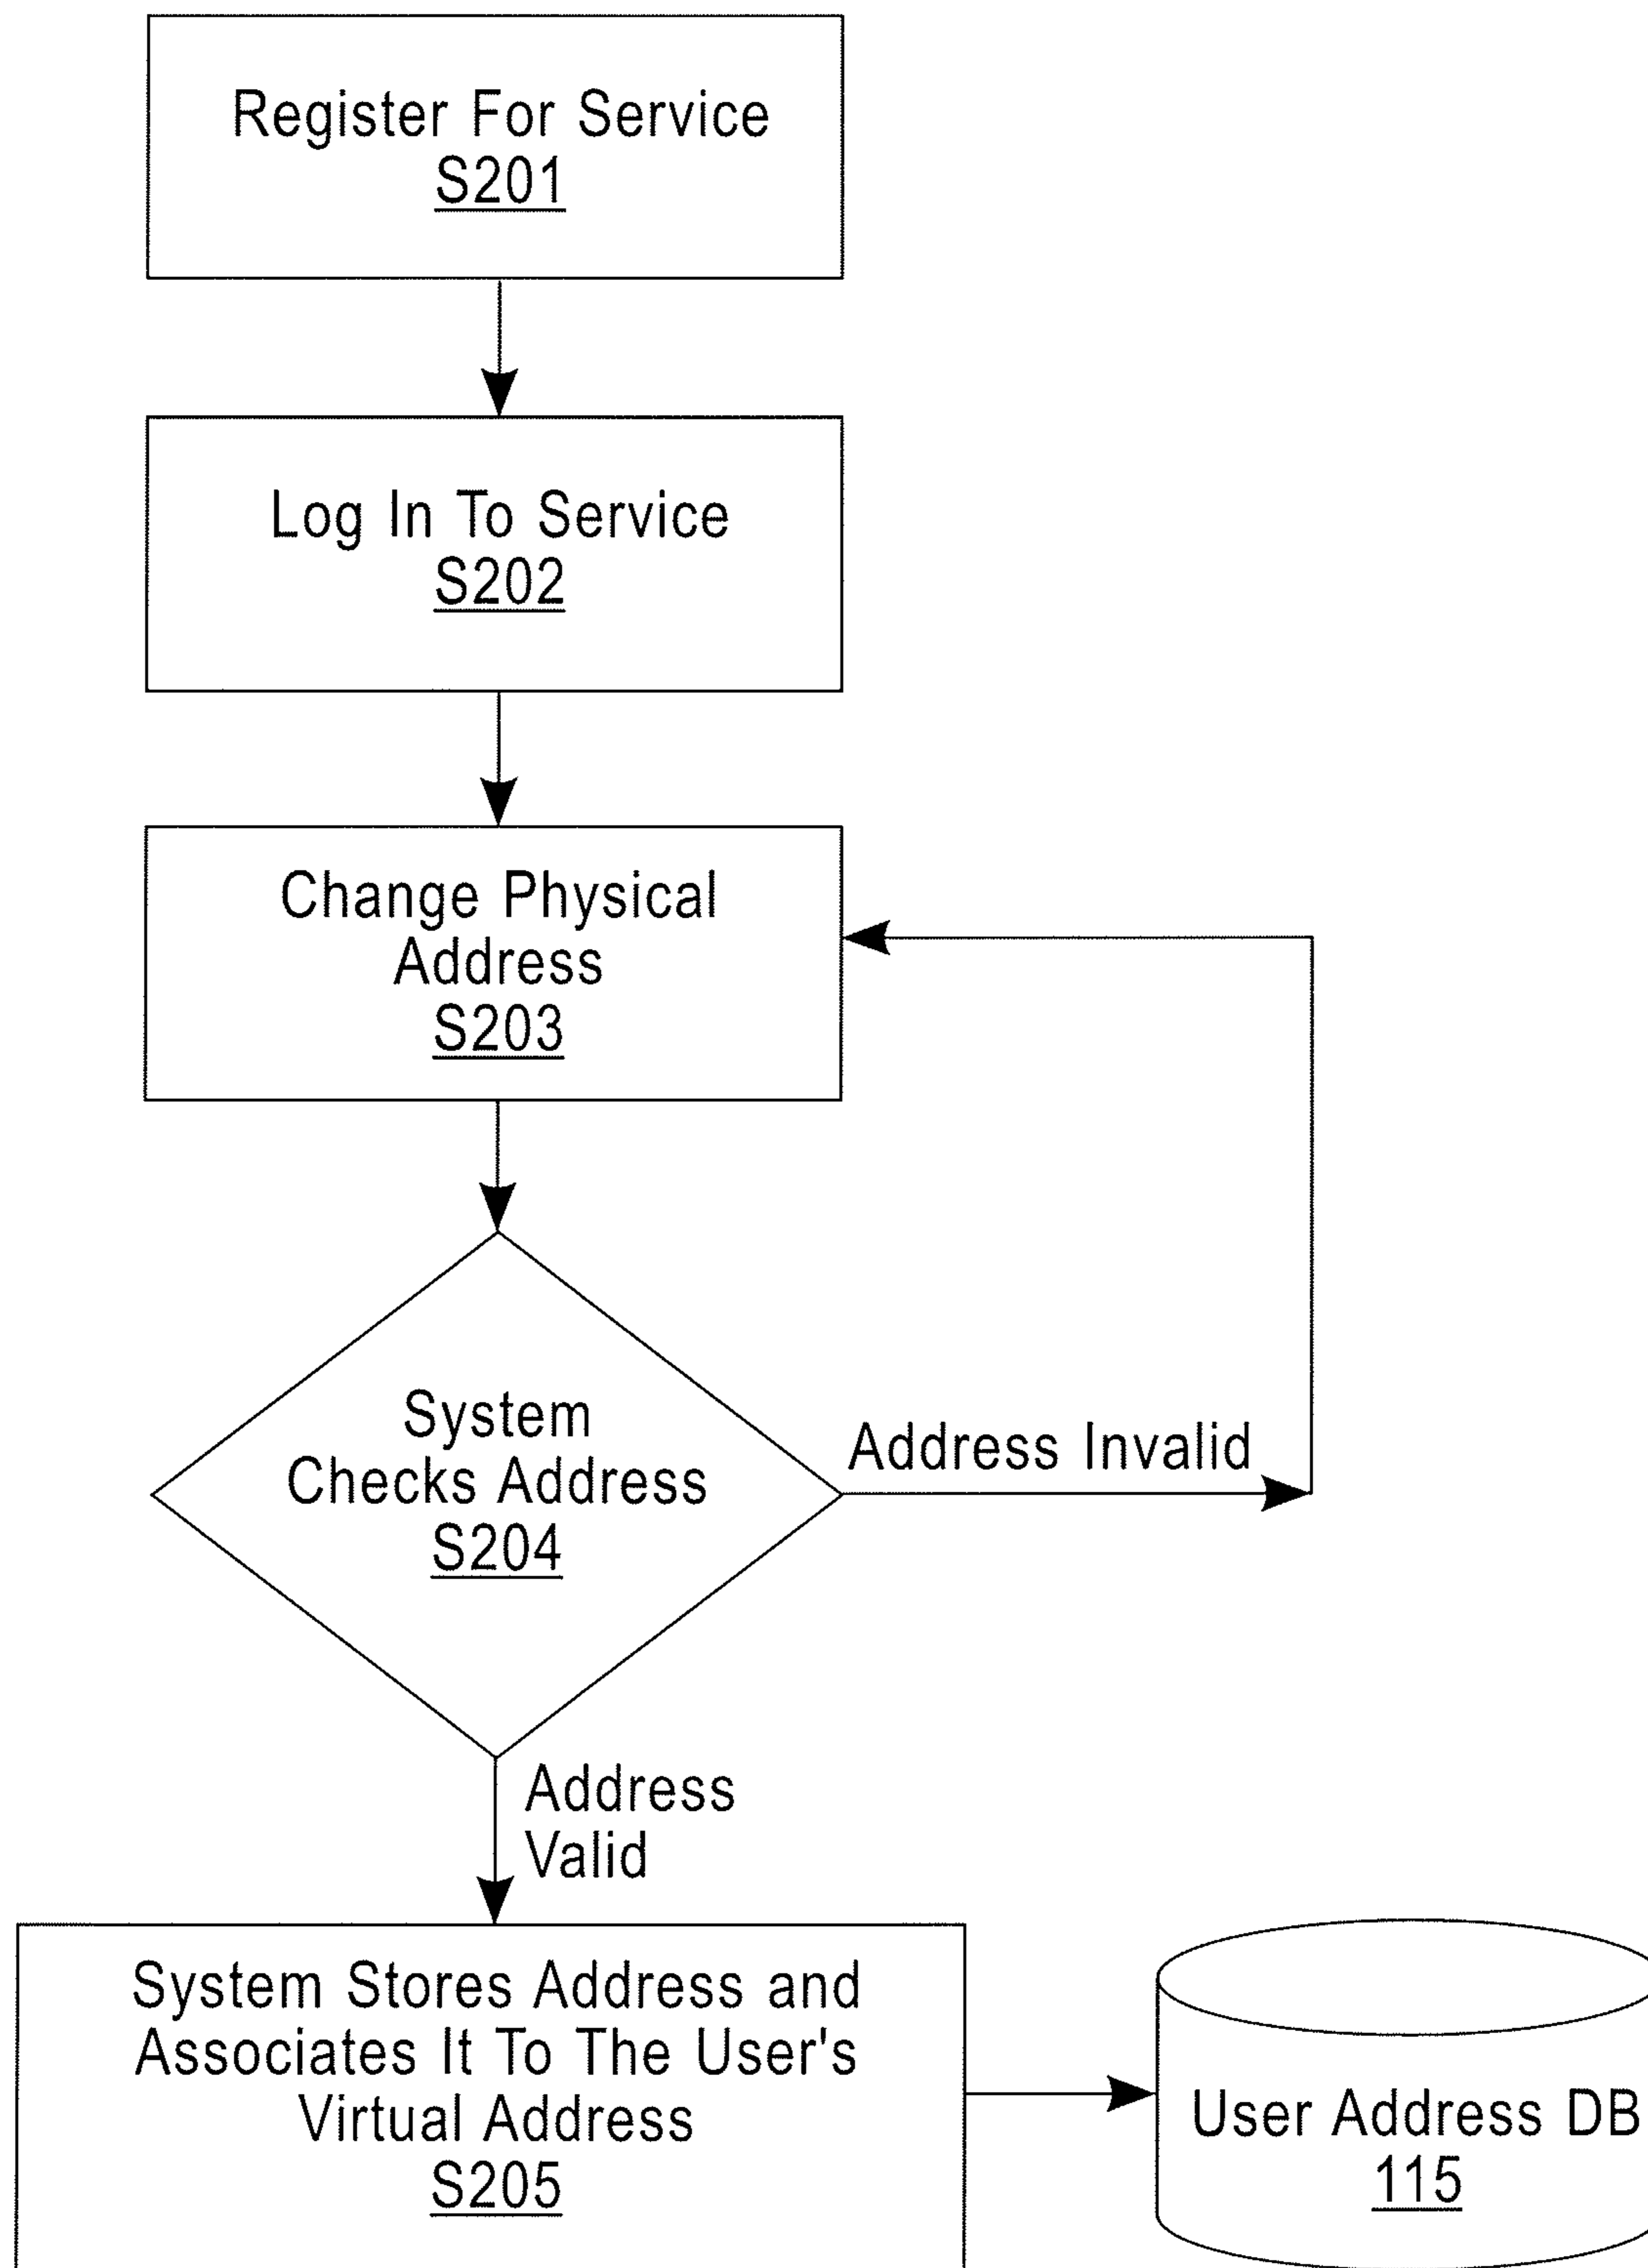 Register For Service
S201
Log In To Service
S202
Change Physical
Address
S203
System
Checks Address
S204
Address Invalid
Address
Valid
System Stores Address and
Associates It To The User's
Virtual Address
S205
User Address DB
115